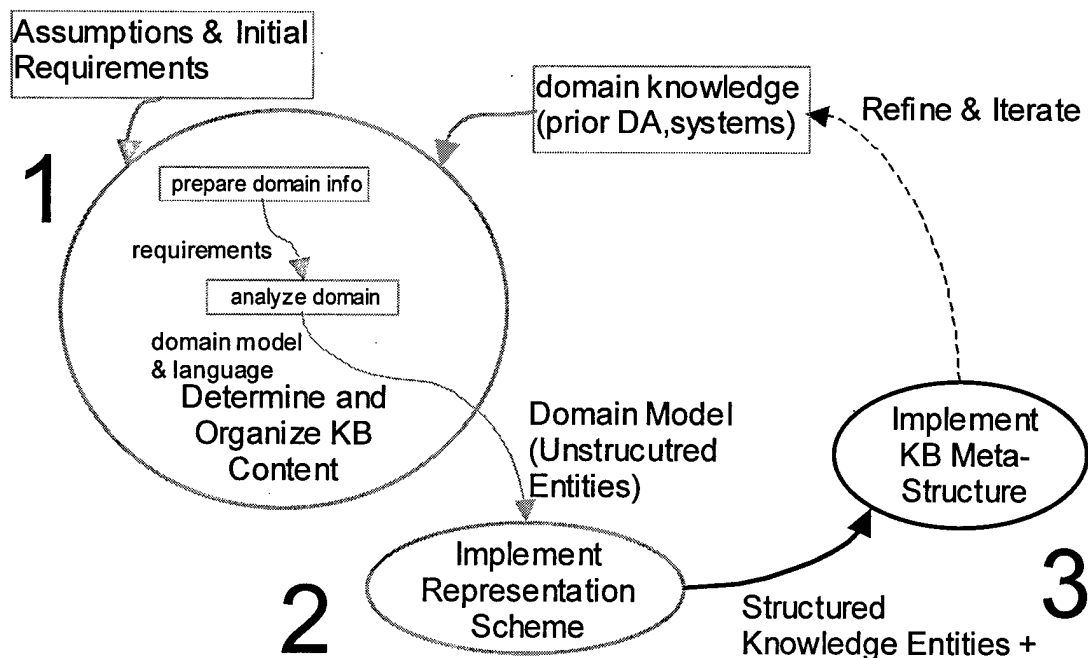 Assumptions & Initial
Requirements
domain knowledge
(prior DA,systems)
Refine & Iterate
1
prepare domain info
requirements
analyze domain
domain model
& language
Determine and
Organize KB
Content
Domain Model
(Unstrucutred
Entities)
Implement
KB Meta-
Structure
2
Implement
Representation
Scheme
3
Structured
Knowledge Entities +